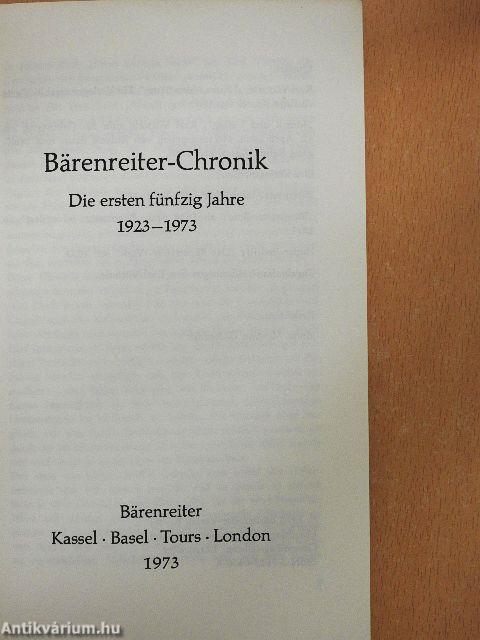 Bärenreiter-Chronik
Die ersten fünfzig Jahre
1923–1973
Bärenreiter
Kassel · Basel · Tours · London
1973
Antikvárium.hu